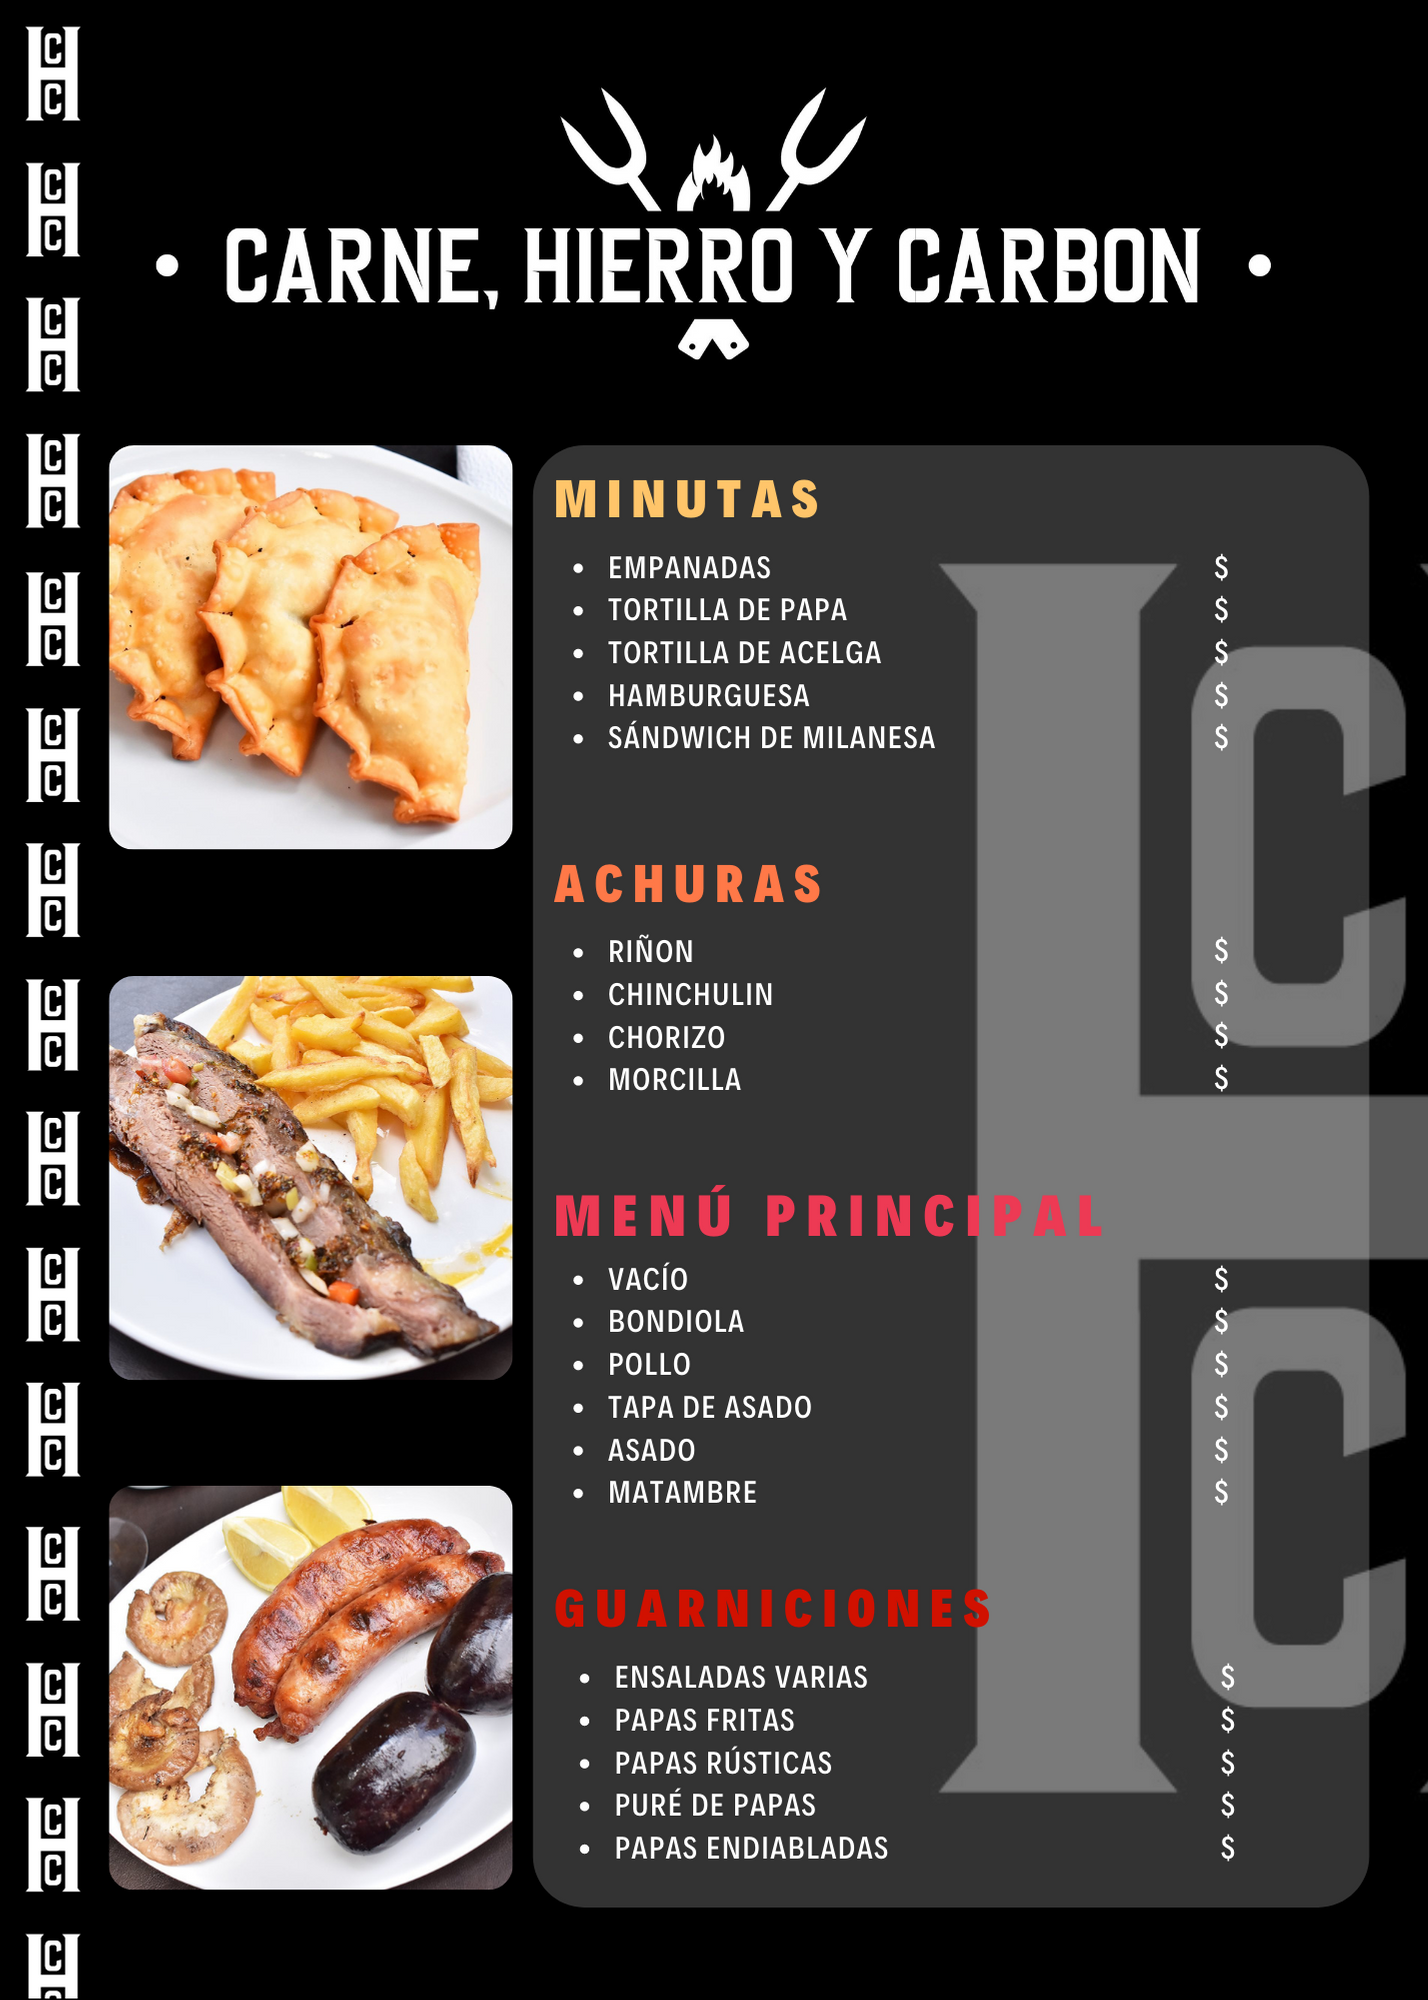 CARNE, HIERRO Y CARBON
MINUTAS
• EMPANADAS $
• TORTILLA DE PAPA $
• TORTILLA DE ACELGA $
• HAMBURGUESA $
• SÁNDWICH DE MILANESA $
ACHURAS
• RIÑON $
• CHINCHULIN $
• CHORIZO $
• MORCILLA $
MENÚ PRINCIPAL
• VACÍO $
• BONDIOLA $
• POLLO $
• TAPA DE ASADO $
• ASADO $
• MATAMBRE $
GUARNICIONES
• ENSALADAS VARIAS $
• PAPAS FRITAS $
• PAPAS RÚSTICAS $
• PURÉ DE PAPAS $
• PAPAS ENDIABLADAS $